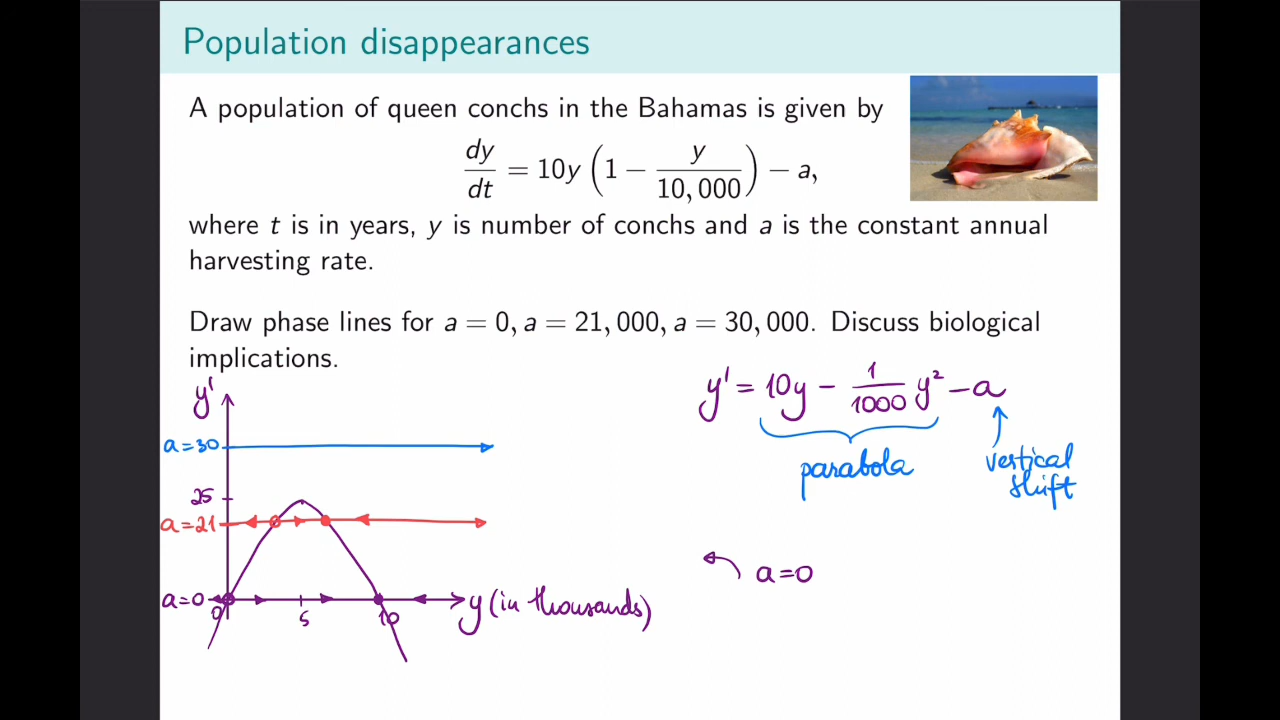 Population disappearances
A population of queen conchs in the Bahamas is given by
dy/dt = 10y (1 − y/10,000) − a,
where t is in years, y is number of conchs and a is the constant annual
harvesting rate.
Draw phase lines for a = 0, a = 21,000, a = 30,000. Discuss biological
implications.
y' = 10y − 1/1000 y² − a
parabola
vertical
shift
y'
a=30
25
a=21
a=0
a=0
0
5
10
y (in thousands)